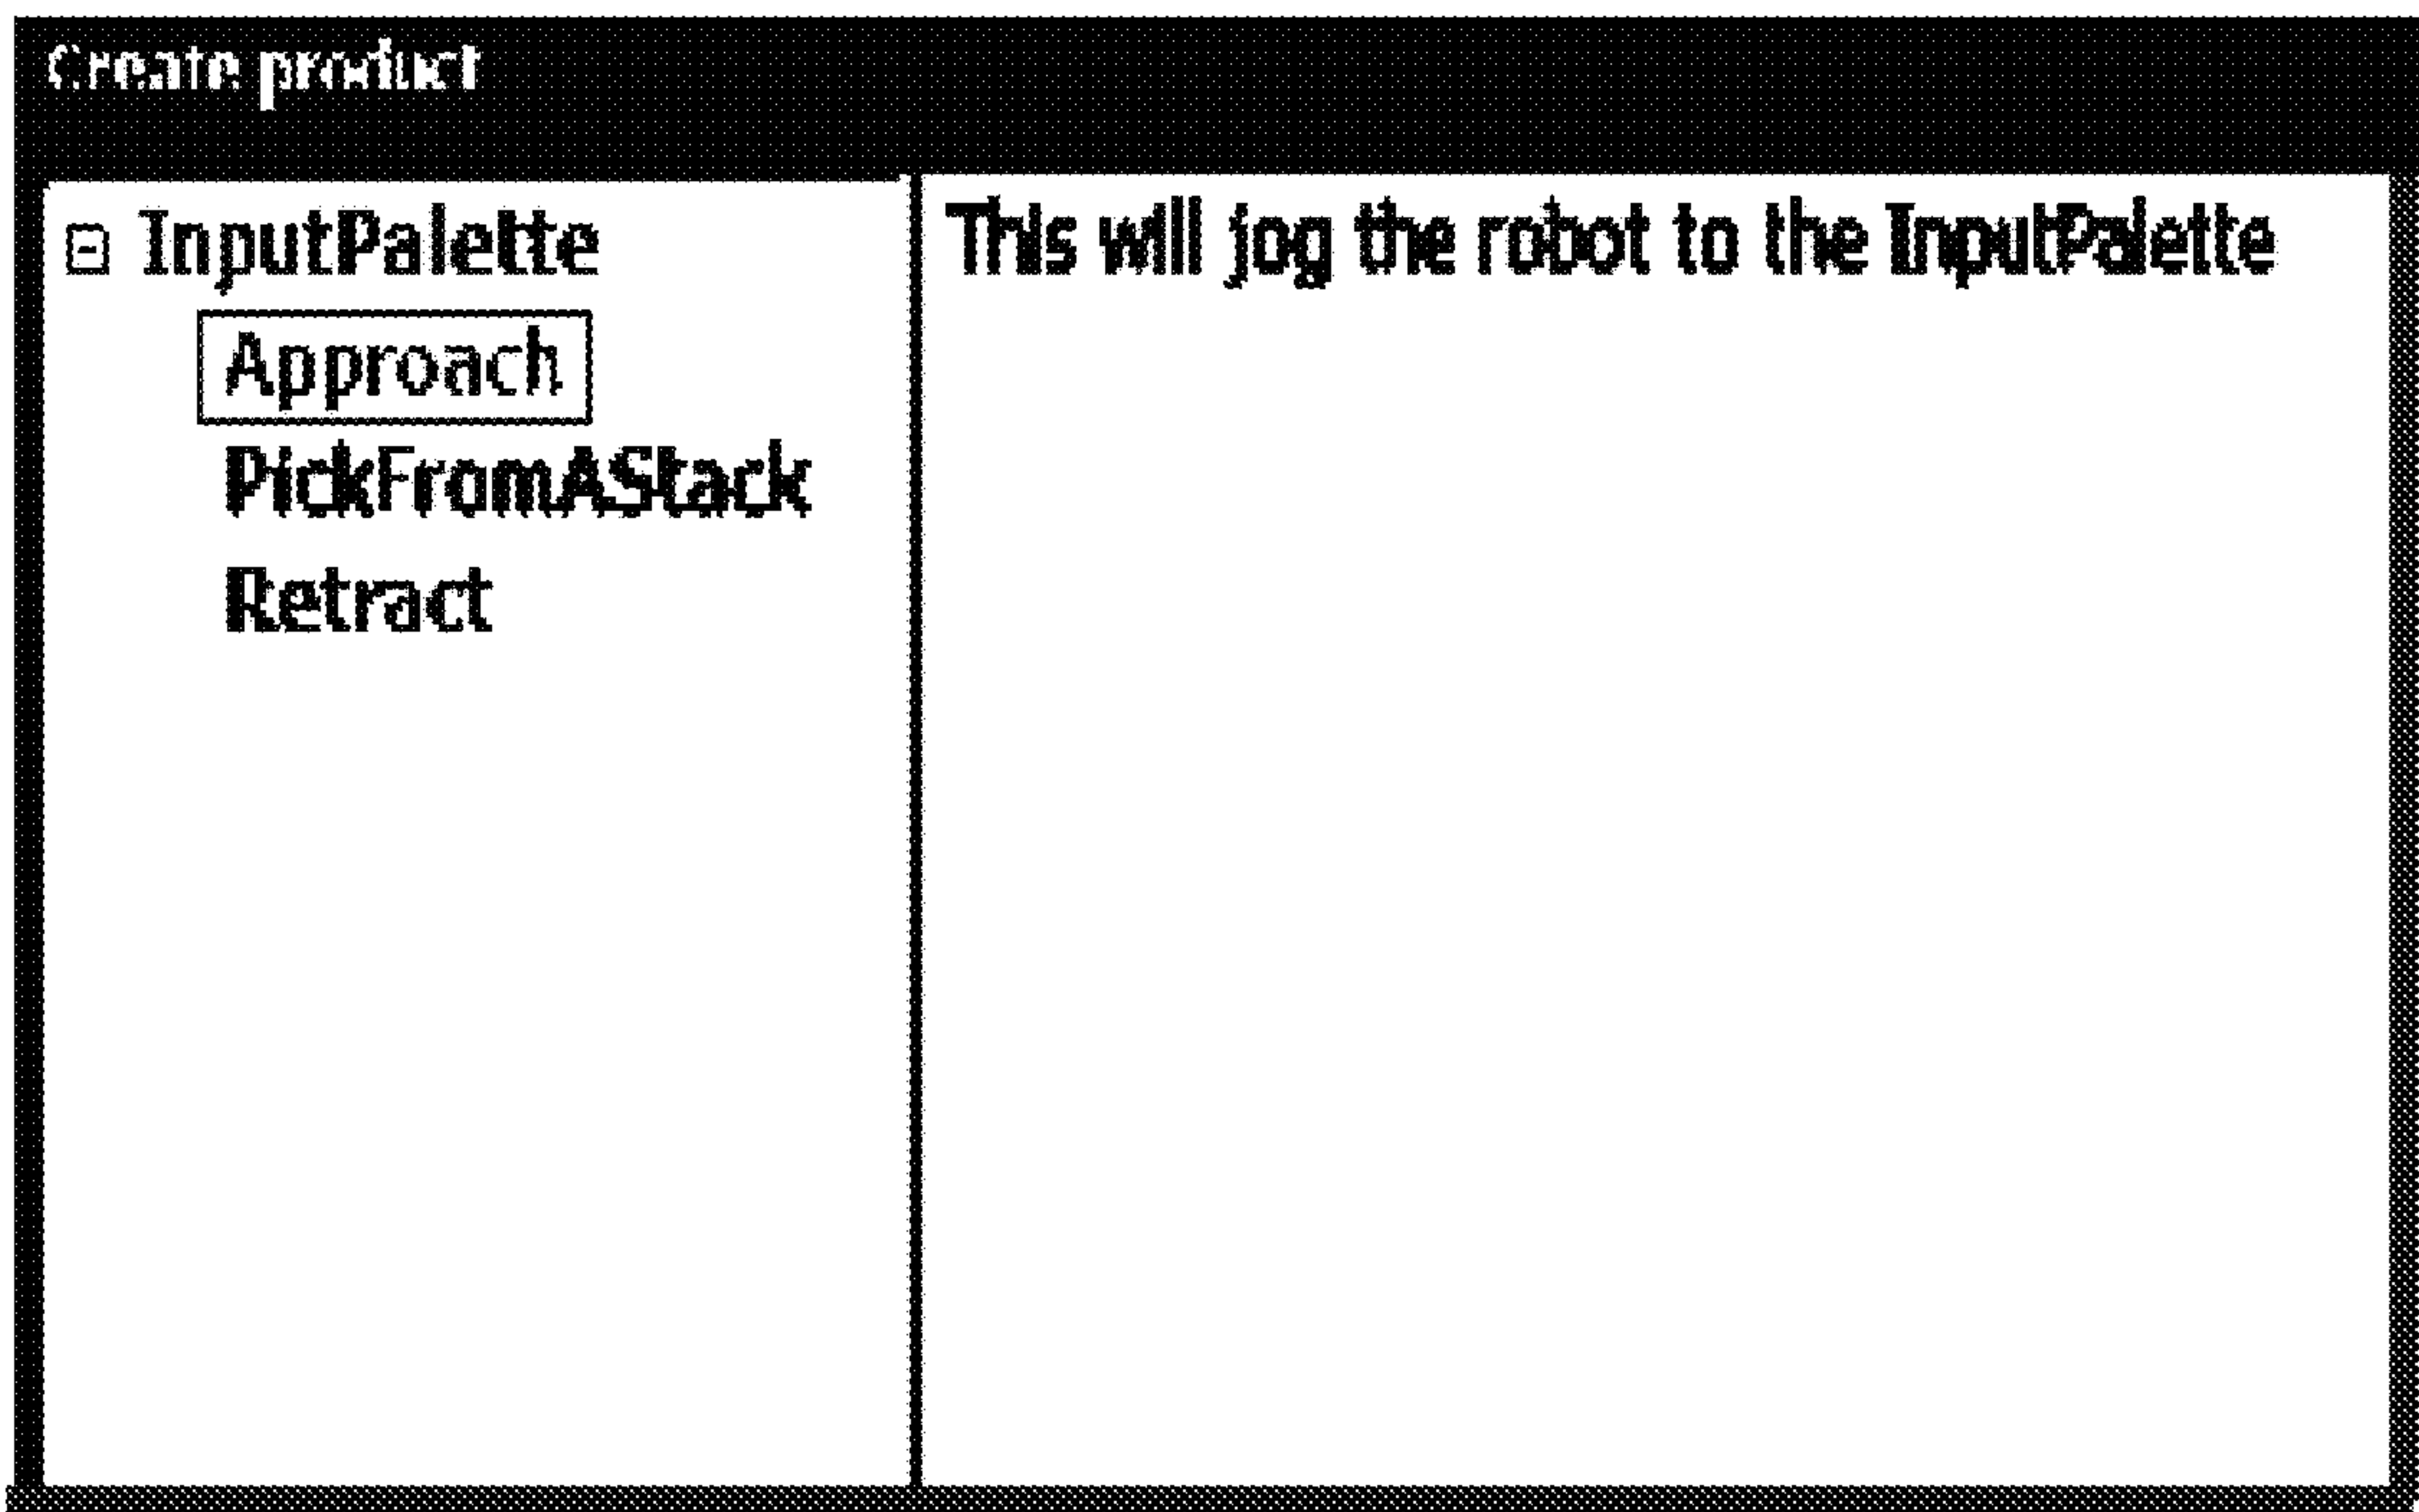 Create product
InputPalette
Approach
PickFromAStack
Retract
This will jog the robot to the InputPalette